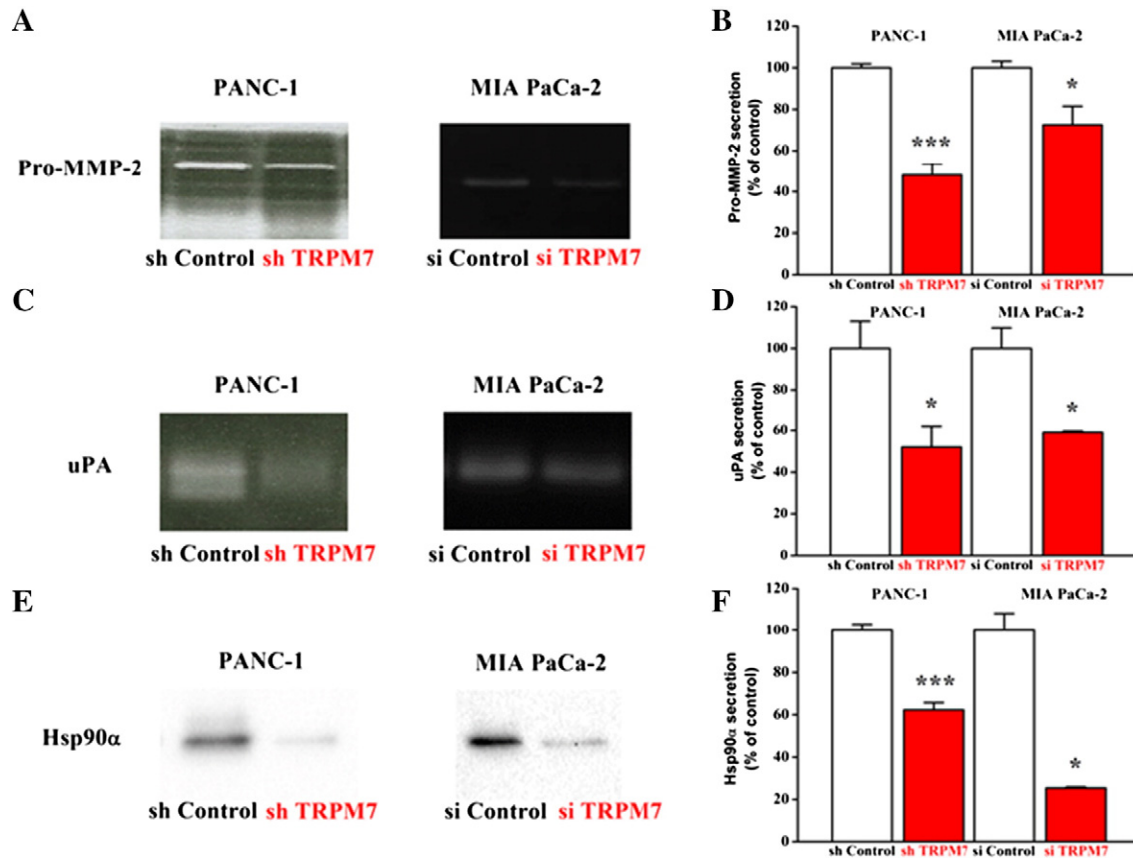 A
PANC-1 MIA PaCa-2
Pro-MMP-2
sh Control sh TRPM7 si Control si TRPM7
B
PANC-1 MIA PaCa-2
120
100
80
60
40
20
0
Pro-MMP-2 secretion
(% of control)
***
*
sh Control sh TRPM7 si Control si TRPM7
C
PANC-1 MIA PaCa-2
uPA
sh Control sh TRPM7 si Control si TRPM7
D
PANC-1 MIA PaCa-2
120
100
80
60
40
20
0
uPA secretion
(% of control)
*
*
sh Control sh TRPM7 si Control si TRPM7
E
PANC-1 MIA PaCa-2
Hsp90α
sh Control sh TRPM7 si Control si TRPM7
F
PANC-1 MIA PaCa-2
120
100
80
60
40
20
0
Hsp90α secretion
(% of control)
***
*
sh Control sh TRPM7 si Control si TRPM7